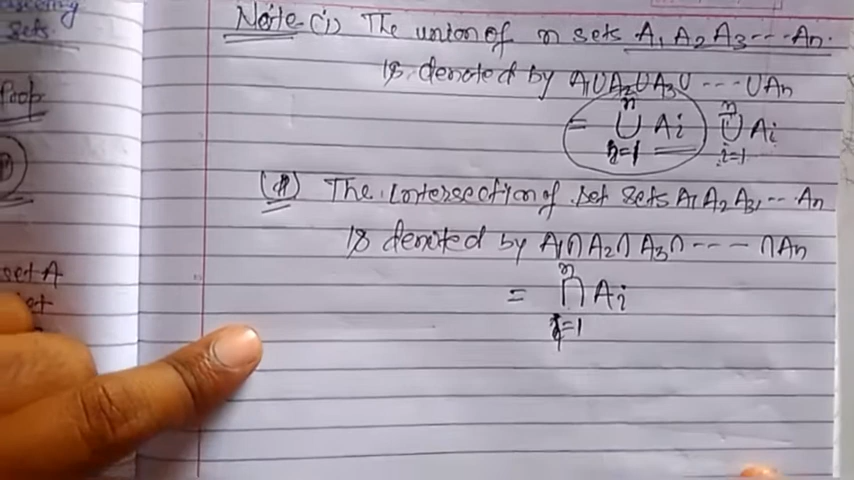 sets.
Note (i) The union of n sets A1 A2 A3 --- An.
is denoted by A1∪A2∪A3∪ --- ∪An
= n∪i=1 Ai n∪i=1 Ai
(ii) The intersection of set sets A1 A2 A3, -- An
is denoted by A1∩A2∩A3∩ ---- ∩An
= n∩i=1 Ai
set A